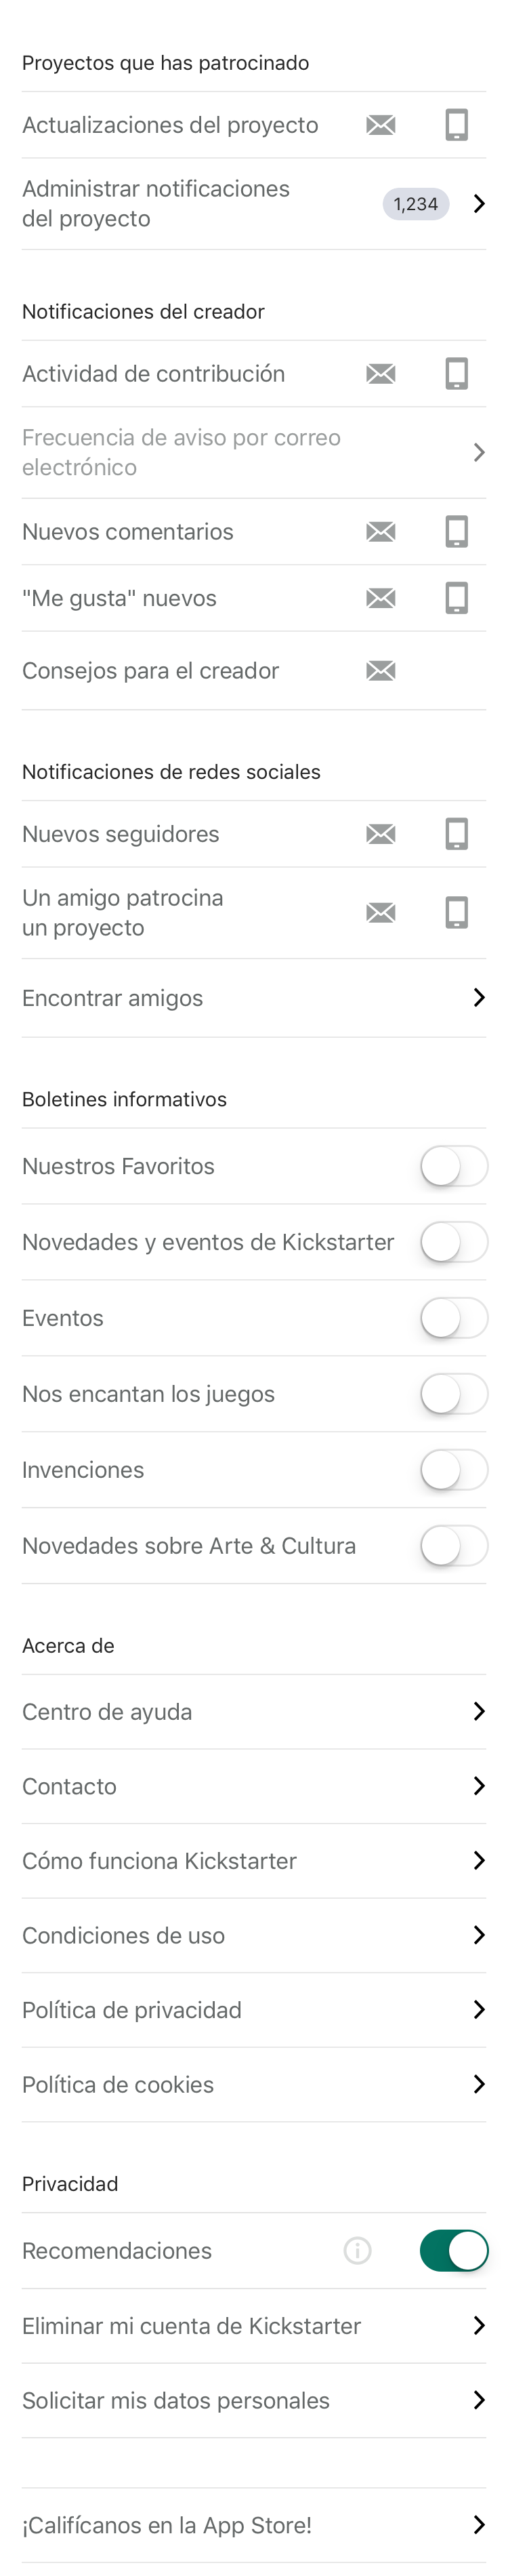 Proyectos que has patrocinado
Actualizaciones del proyecto
Administrar notificaciones
del proyecto
1,234
Notificaciones del creador
Actividad de contribución
Frecuencia de aviso por correo
electrónico
Nuevos comentarios
"Me gusta" nuevos
Consejos para el creador
Notificaciones de redes sociales
Nuevos seguidores
Un amigo patrocina
un proyecto
Encontrar amigos
Boletines informativos
Nuestros Favoritos
Novedades y eventos de Kickstarter
Eventos
Nos encantan los juegos
Invenciones
Novedades sobre Arte & Cultura
Acerca de
Centro de ayuda
Contacto
Cómo funciona Kickstarter
Condiciones de uso
Política de privacidad
Política de cookies
Privacidad
Recomendaciones
Eliminar mi cuenta de Kickstarter
Solicitar mis datos personales
¡Califícanos en la App Store!